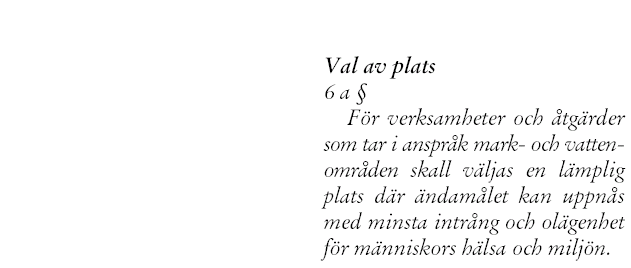 Val av plats
6 a §
För verksamheter och åtgärder
som tar i anspråk mark- och vatten-
områden skall väljas en lämplig
plats där ändamålet kan uppnås
med minsta intrång och olägenhet
för människors hälsa och miljön.